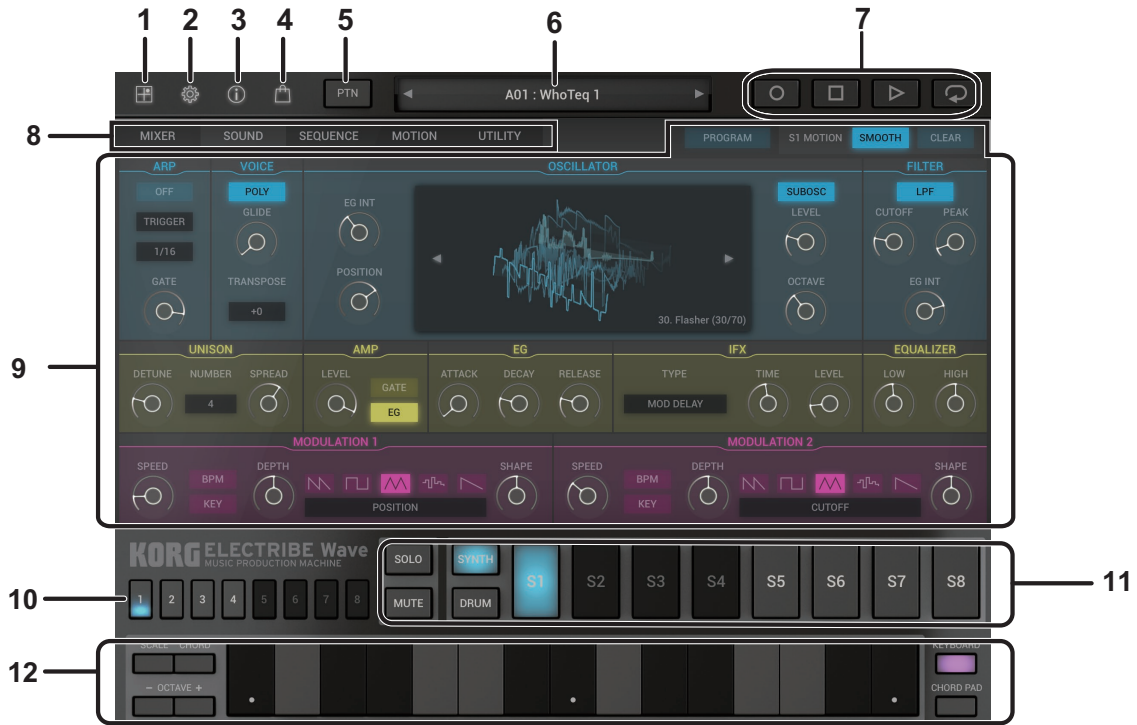 1 2 3 4 5 6 7
PTN
A01 : WhoTeq 1
8
MIXER SOUND SEQUENCE MOTION UTILITY
PROGRAM S1 MOTION SMOOTH CLEAR
9
ARP VOICE OSCILLATOR FILTER
OFF POLY SUBOSC LPF
TRIGGER GLIDE EG INT LEVEL CUTOFF PEAK
1/16
GATE TRANSPOSE POSITION OCTAVE EG INT
+0
30. Flasher (30/70)
UNISON AMP EG IFX EQUALIZER
DETUNE NUMBER SPREAD LEVEL ATTACK DECAY RELEASE TYPE TIME LEVEL LOW HIGH
GATE
4 EG MOD DELAY
MODULATION 1 MODULATION 2
SPEED DEPTH SHAPE SPEED DEPTH SHAPE
BPM BPM
KEY POSITION KEY CUTOFF
KORG ELECTRIBE Wave
MUSIC PRODUCTION MACHINE
10
1 2 3 4 5 6 7 8
SOLO SYNTH S1 S2 S3 S4 S5 S6 S7 S8
MUTE DRUM
11
12
SCALE CHORD KEYBOARD
- OCTAVE + CHORD PAD